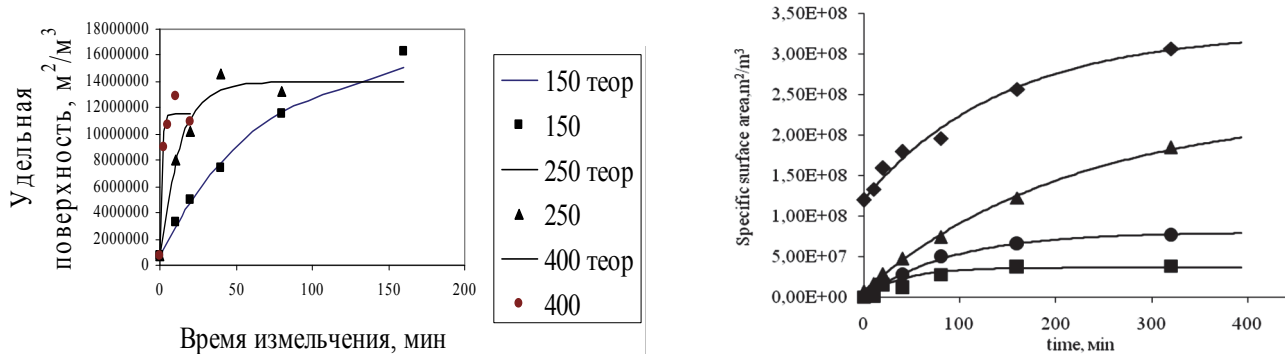 Удельная
поверхность, м²/м³
18000000
16000000
14000000
12000000
10000000
8000000
6000000
4000000
2000000
0
0 50 100 150 200
Время измельчения, мин
150 теор
150
250 теор
250
400 теор
400
Specific surface area,m²/m³
3,50E+08
3,00E+08
2,50E+08
2,00E+08
1,50E+08
1,00E+08
5,00E+07
0,00E+00
0 100 200 300 400
time, мin